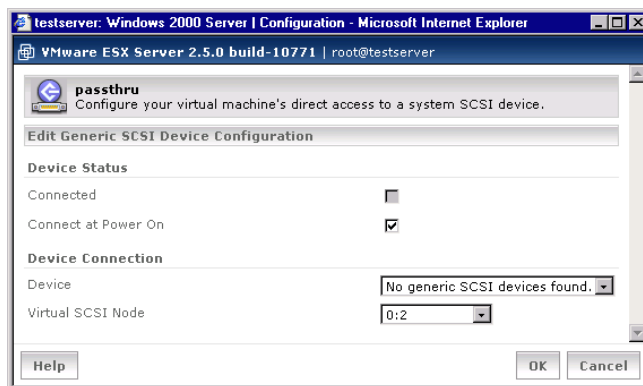 testserver: Windows 2000 Server | Configuration - Microsoft Internet Explorer
VMware ESX Server 2.5.0 build-10771 | root@testserver
passthru
Configure your virtual machine's direct access to a system SCSI device.
Edit Generic SCSI Device Configuration
Device Status
Connected
Connect at Power On
Device Connection
Device No generic SCSI devices found.
Virtual SCSI Node 0:2
Help OK Cancel